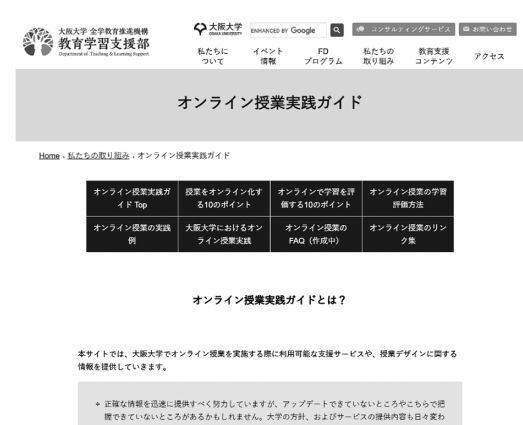 大阪大学 全学教育推進機構
教育学習支援部
Department of Teaching & Learning Support
大阪大学
OSAKA UNIVERSITY
ENHANCED BY Google
コンサルティングサービス
お問い合わせ
私たちに
ついて
イベント
情報
FD
プログラム
私たちの
取り組み
教育支援
コンテンツ
アクセス
オンライン授業実践ガイド
Home › 私たちの取り組み › オンライン授業実践ガイド
オンライン授業実践ガ
イド Top
授業をオンライン化す
る10のポイント
オンラインで学習を評
価する10のポイント
オンライン授業の学習
評価方法
オンライン授業の実践
例
大阪大学におけるオン
ライン授業実践
オンライン授業の
FAQ（作成中）
オンライン授業のリン
ク集
オンライン授業実践ガイドとは？
本サイトでは、大阪大学でオンライン授業を実施する際に利用可能な支援サービスや、授業デザインに関する
情報を提供していきます。
* 正確な情報を迅速に提供すべく努力していますが、アップデートできていないところやこちらで把
握できていないところがあるかもしれません。大学の方針、およびサービスの提供内容も日々変わ